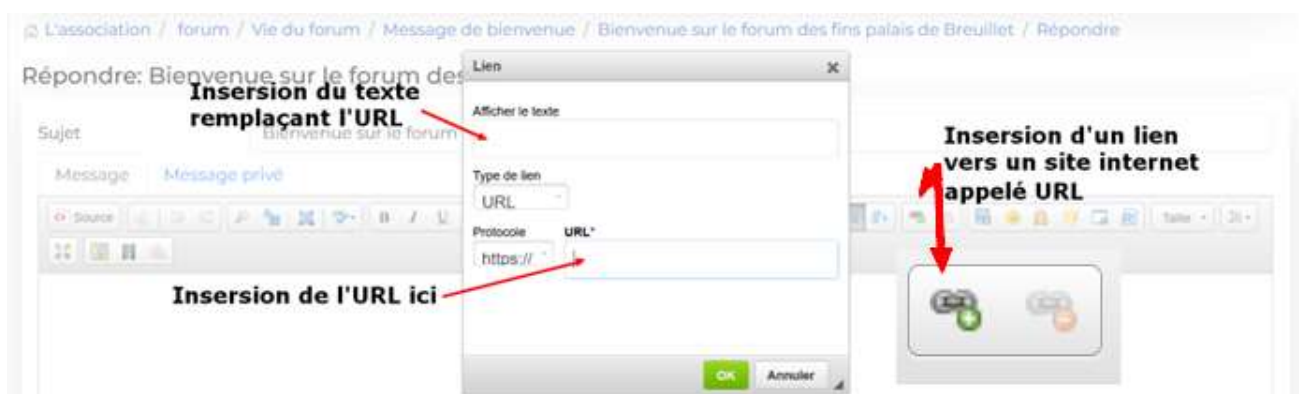 L'association / forum / Vie du forum / Message de bienvenue / Bienvenue sur le forum des fins palais de Breuillet / Répondre
Répondre: Bienvenue sur le forum des
Lien
Insersion du texte
remplaçant l'URL
Afficher le texte
Sujet
Bienvenue sur le forum
Insersion d'un lien
vers un site internet
appelé URL
Message Message privé
Type de lien
URL
Source B I U Taille
Protocole URL*
https://
Insersion de l'URL ici
OK Annuler